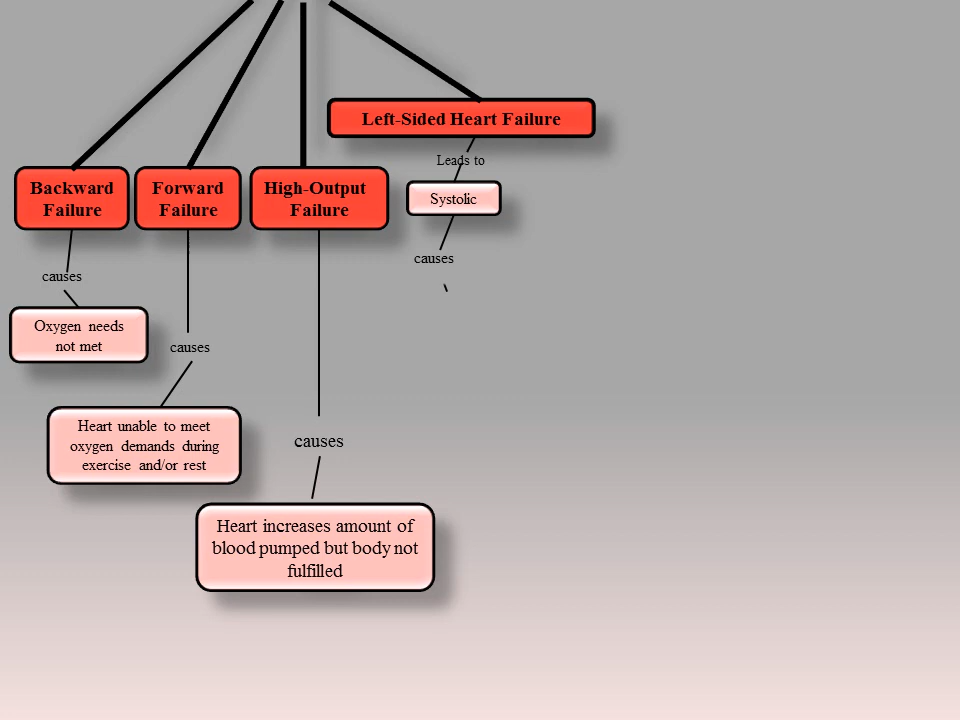 Left-Sided Heart Failure
Leads to
Systolic
causes
Backward
Failure
causes
Oxygen needs
not met
Forward
Failure
causes
Heart unable to meet
oxygen demands during
exercise and/or rest
High-Output
Failure
causes
Heart increases amount of
blood pumped but body not
fulfilled